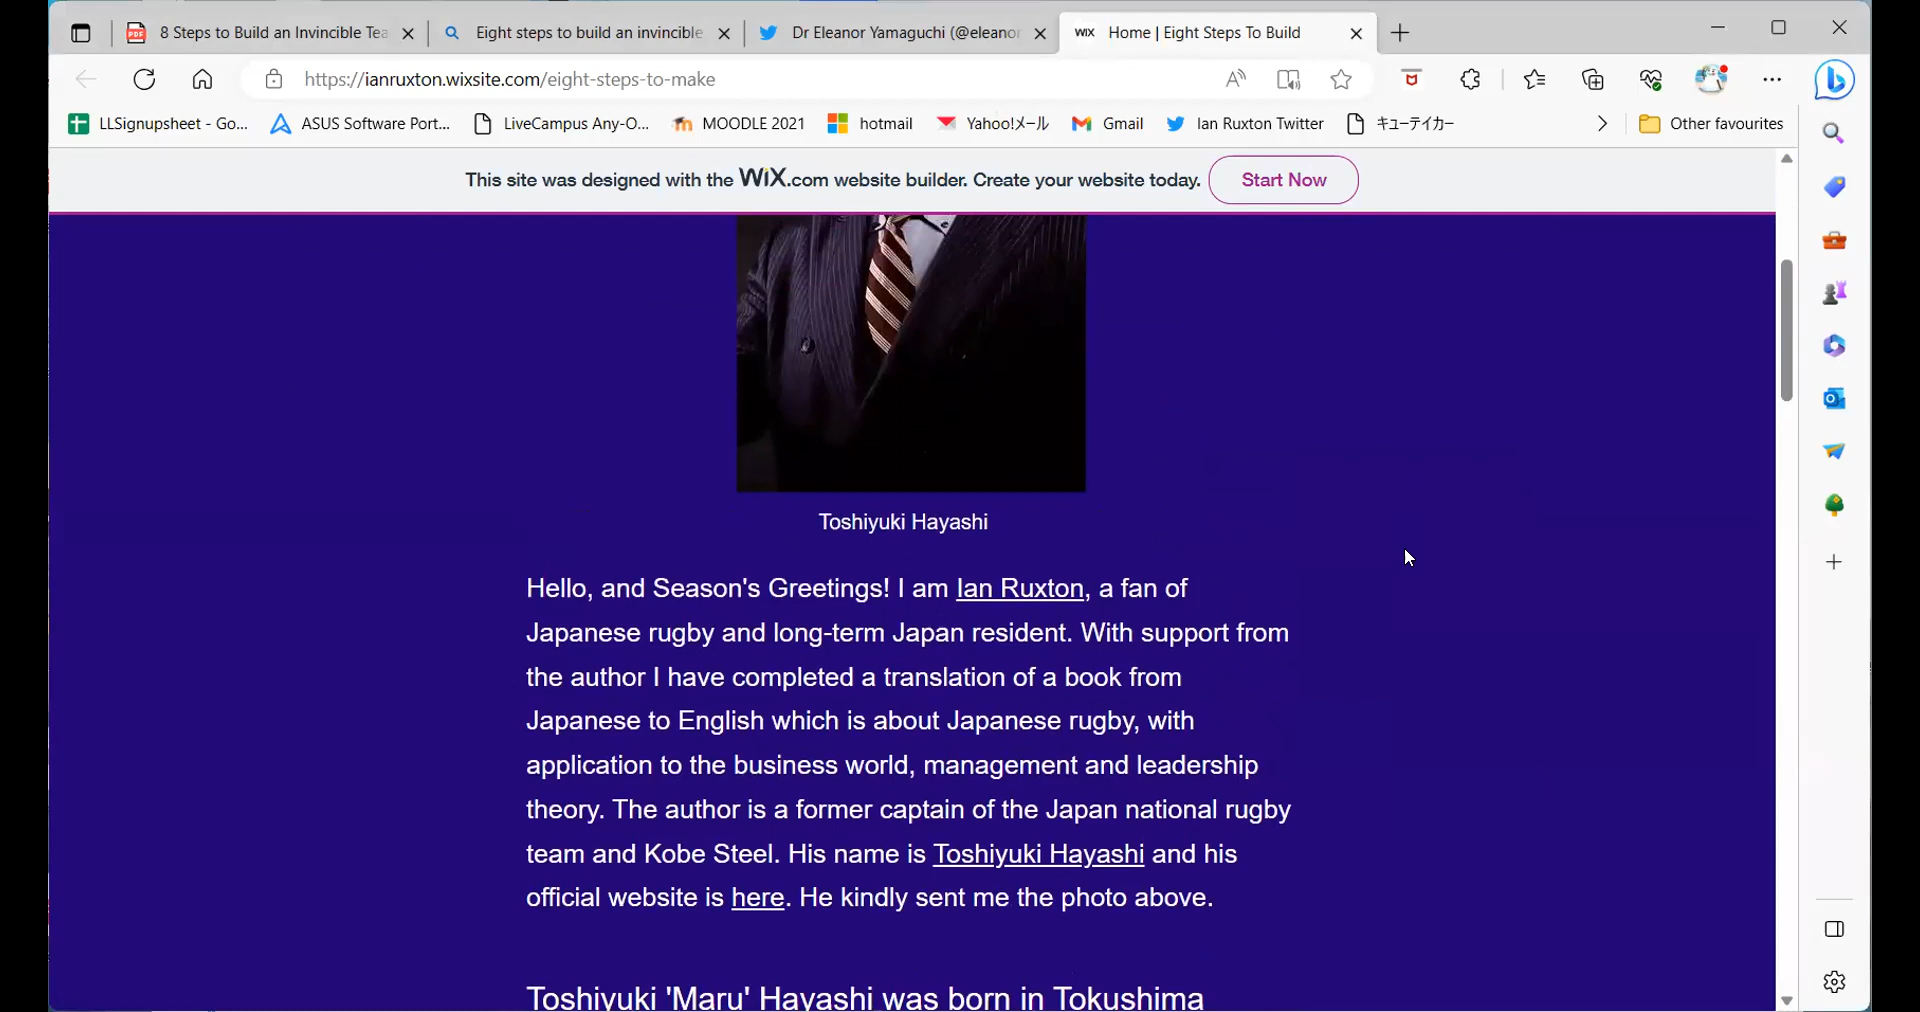 8 Steps to Build an Invincible Tea
Eight steps to build an invincible
Dr Eleanor Yamaguchi (@eleanor
WIX Home | Eight Steps To Build
https://ianruxton.wixsite.com/eight-steps-to-make
LLSignupsheet - Go...
ASUS Software Port...
LiveCampus Any-O...
MOODLE 2021
hotmail
Yahoo!メール
Gmail
Ian Ruxton Twitter
キューテイカー
Other favourites
This site was designed with the WiX.com website builder. Create your website today.
Start Now
Toshiyuki Hayashi
Hello, and Season's Greetings! I am Ian Ruxton, a fan of
Japanese rugby and long-term Japan resident. With support from
the author I have completed a translation of a book from
Japanese to English which is about Japanese rugby, with
application to the business world, management and leadership
theory. The author is a former captain of the Japan national rugby
team and Kobe Steel. His name is Toshiyuki Hayashi and his
official website is here. He kindly sent me the photo above.
Toshiyuki 'Maru' Hayashi was born in Tokushima